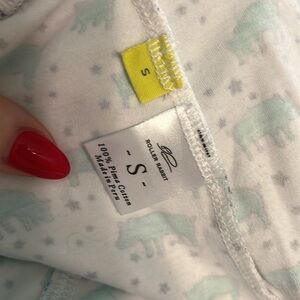 S
ROLLER RABBIT
- S -
100% Pima Cotton
Made in Peru